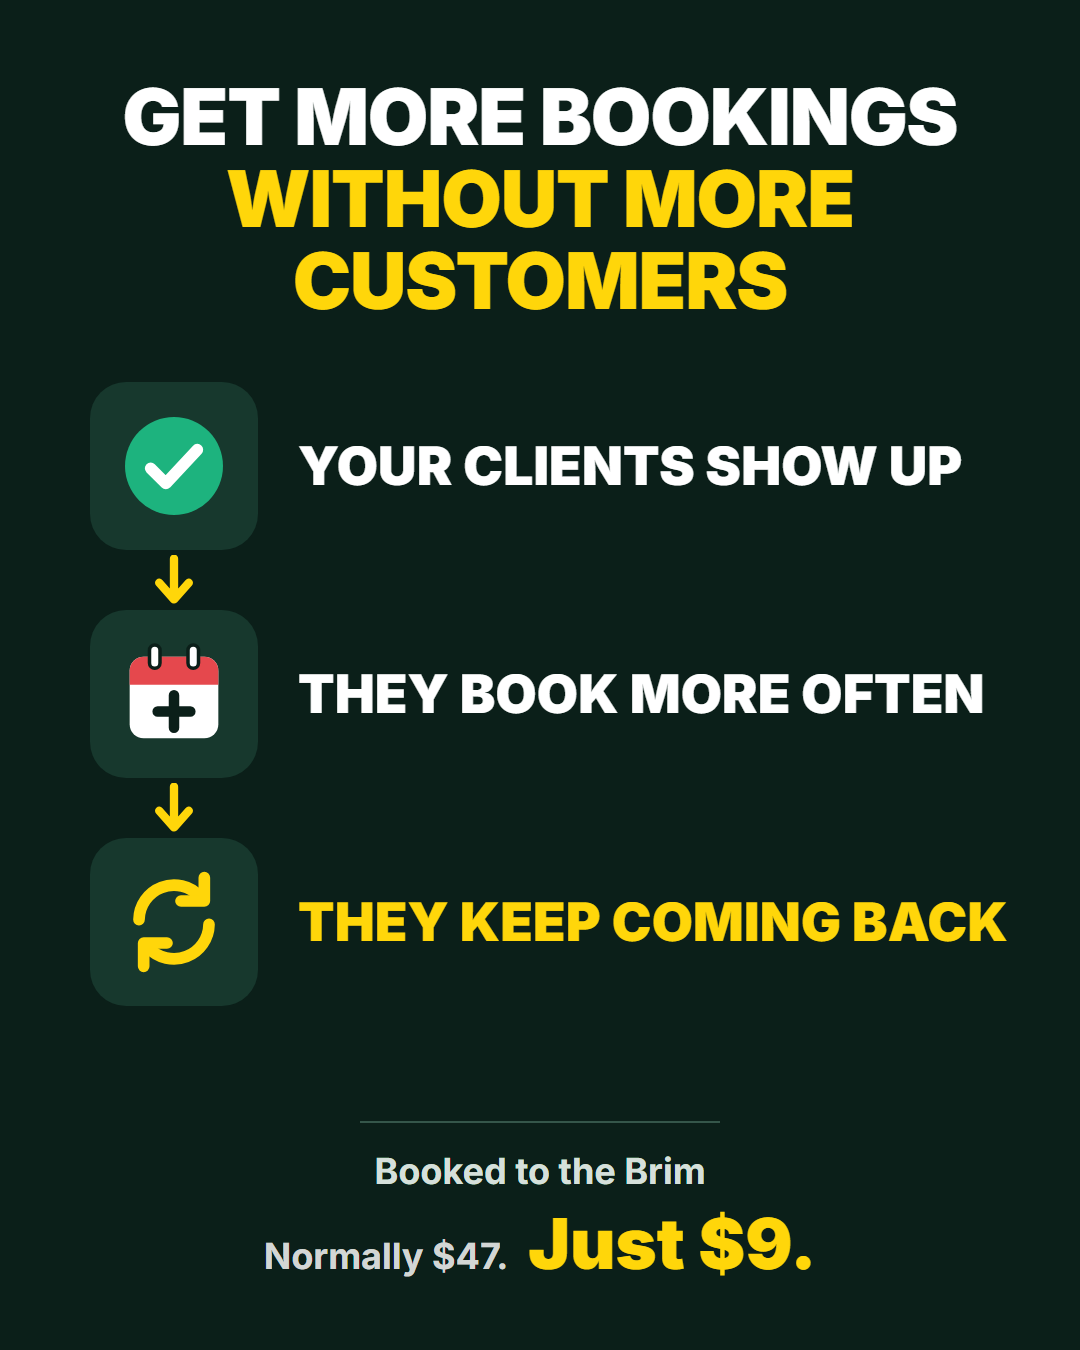 GET MORE BOOKINGS
WITHOUT MORE
CUSTOMERS
YOUR CLIENTS SHOW UP
THEY BOOK MORE OFTEN
THEY KEEP COMING BACK
Booked to the Brim
Normally $47. Just $9.